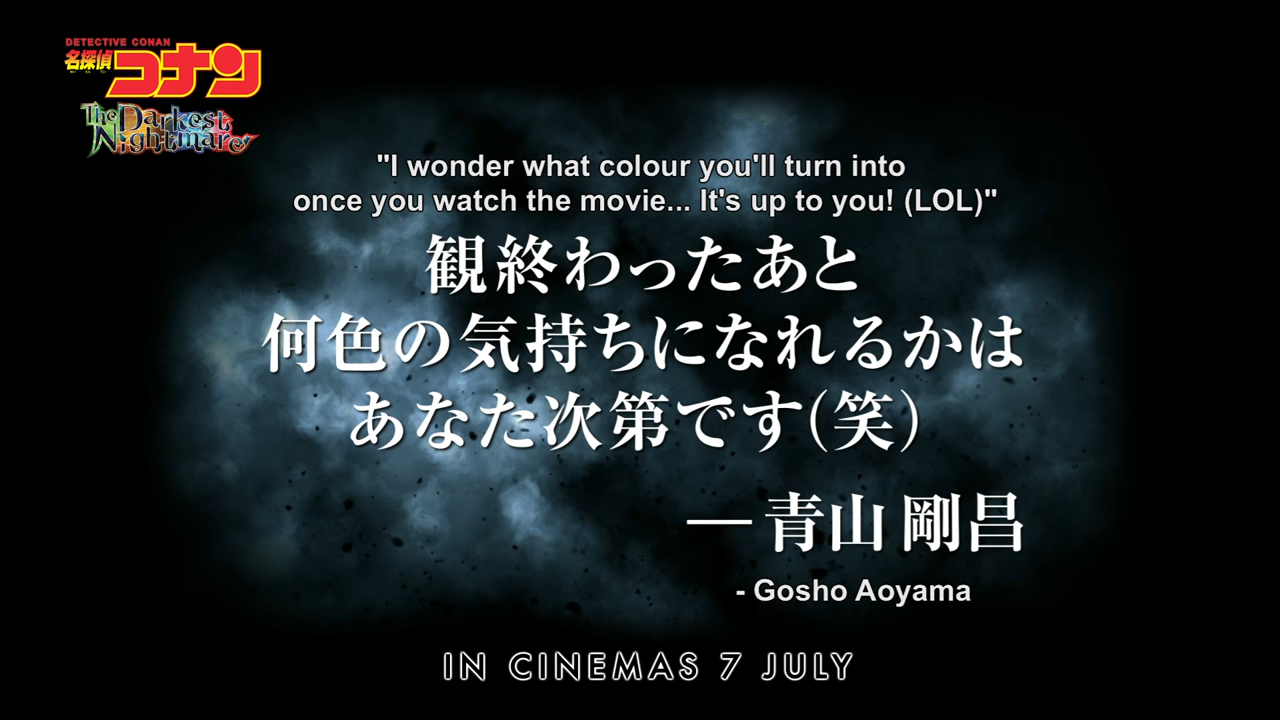 DETECTIVE CONAN
名探偵コナン
The Darkest
Nightmare
"I wonder what colour you'll turn into
once you watch the movie... It's up to you! (LOL)"
観終わったあと
何色の気持ちになれるかは
あなた次第です(笑)
— 青山 剛昌
- Gosho Aoyama
IN CINEMAS 7 JULY